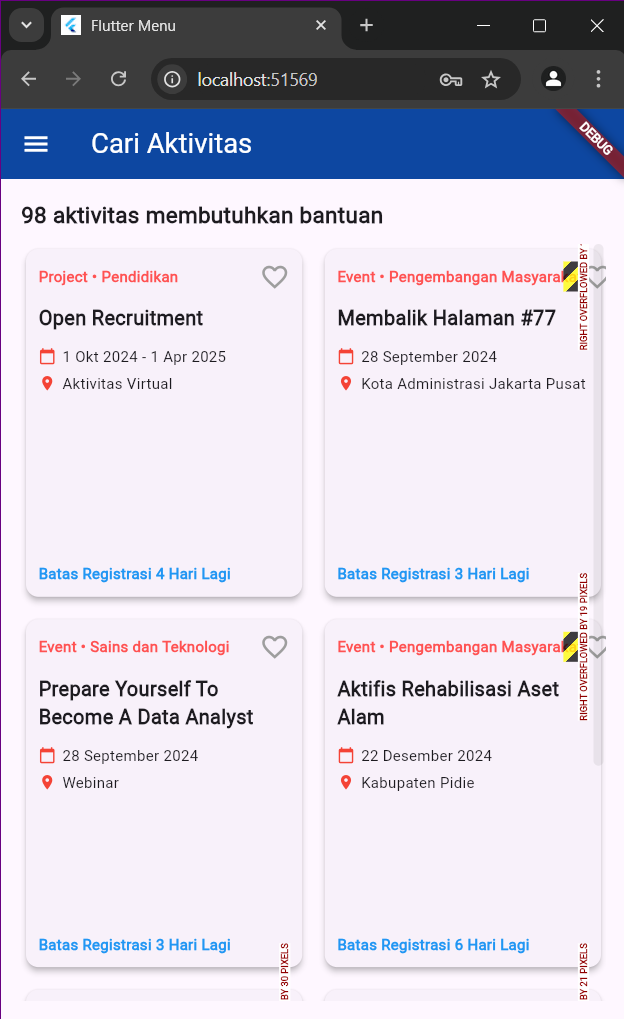 Flutter Menu
localhost:51569
Cari Aktivitas
DEBUG
98 aktivitas membutuhkan bantuan
Project • Pendidikan
Open Recruitment
1 Okt 2024 - 1 Apr 2025
Aktivitas Virtual
Batas Registrasi 4 Hari Lagi
Event • Pengembangan Masyara
RIGHT OVERFLOWED BY
Membalik Halaman #77
28 September 2024
Kota Administrasi Jakarta Pusat
Batas Registrasi 3 Hari Lagi
Event • Sains dan Teknologi
Prepare Yourself To
Become A Data Analyst
28 September 2024
Webinar
Batas Registrasi 3 Hari Lagi
Event • Pengembangan Masyara
RIGHT OVERFLOWED BY 19 PIXELS
Aktifis Rehabilisasi Aset
Alam
22 Desember 2024
Kabupaten Pidie
Batas Registrasi 6 Hari Lagi
BY 30 PIXELS
BY 21 PIXELS